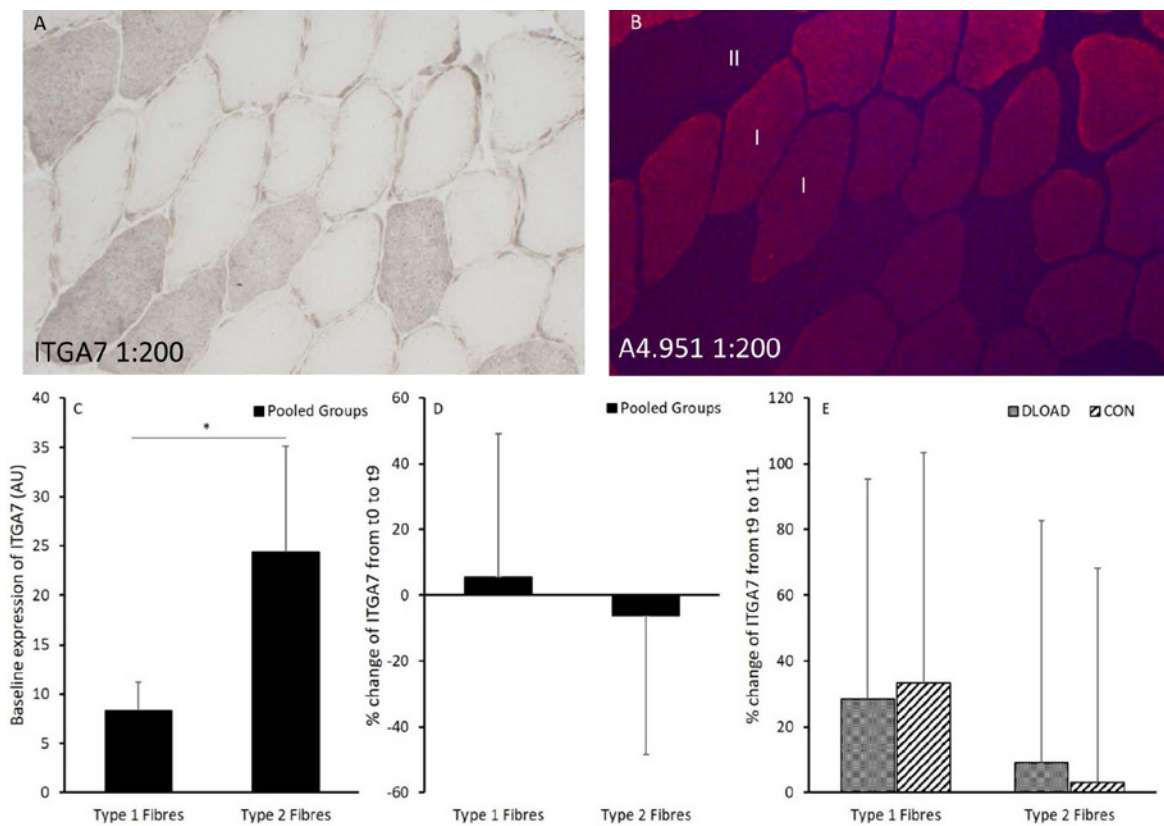 A
ITGA7 1:200
B
II
I
I
A4.951 1:200
C
Pooled Groups
*
Baseline expression of ITGA7 (AU)
40
35
30
25
20
15
10
5
0
Type 1 Fibres
Type 2 Fibres
D
Pooled Groups
% change of ITGA7 from t0 to t9
60
40
20
0
-20
-40
-60
Type 1 Fibres
Type 2 Fibres
E
DLOAD
CON
% change of ITGA7 from t9 to t11
120
100
80
60
40
20
0
Type 1 Fibres
Type 2 Fibres